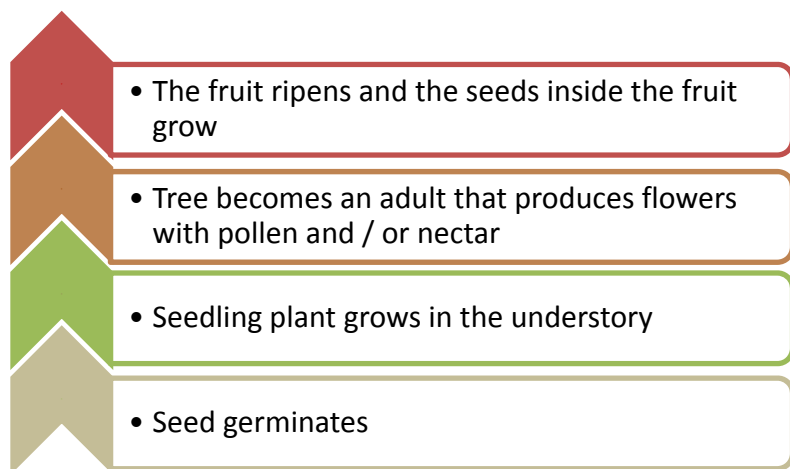 • The fruit ripens and the seeds inside the fruit
grow
• Tree becomes an adult that produces flowers
with pollen and / or nectar
• Seedling plant grows in the understory
• Seed germinates